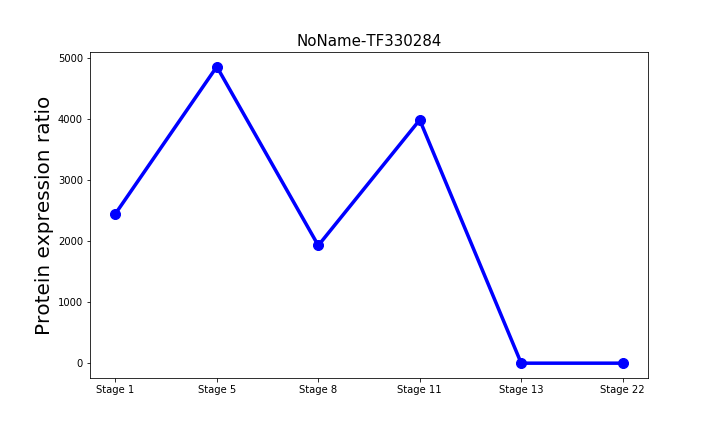 NoName-TF330284
Protein expression ratio
5000
4000
3000
2000
1000
0
Stage 1 Stage 5 Stage 8 Stage 11 Stage 13 Stage 22